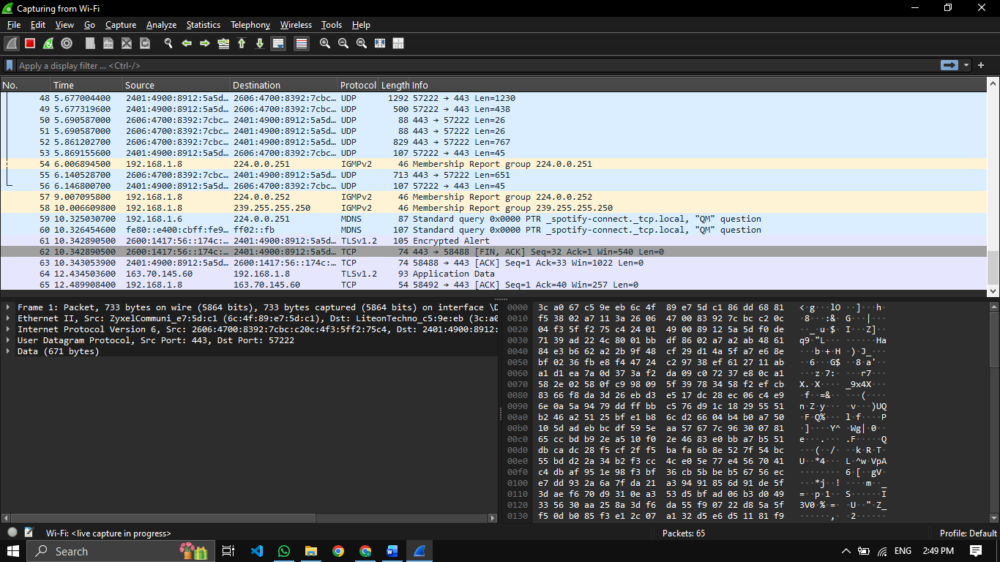 Capturing from Wi-Fi
File Edit View Go Capture Analyze Statistics Telephony Wireless Tools Help
Apply a display filter ... <Ctrl-/>
No. Time Source Destination Protocol Length Info
48 5.677004400 2401:4900:8912:5a5d… 2606:4700:8392:7cbc… UDP 1292 57222 → 443 Len=1230
49 5.677319600 2401:4900:8912:5a5d… 2606:4700:8392:7cbc… UDP 500 57222 → 443 Len=438
50 5.690587000 2606:4700:8392:7cbc… 2401:4900:8912:5a5d… UDP 88 443 → 57222 Len=26
51 5.690587000 2606:4700:8392:7cbc… 2401:4900:8912:5a5d… UDP 88 443 → 57222 Len=26
52 5.861202700 2606:4700:8392:7cbc… 2401:4900:8912:5a5d… UDP 829 443 → 57222 Len=767
53 5.869155600 2401:4900:8912:5a5d… 2606:4700:8392:7cbc… UDP 107 57222 → 443 Len=45
54 6.006894500 192.168.1.8 224.0.0.251 IGMPv2 46 Membership Report group 224.0.0.251
55 6.140528700 2606:4700:8392:7cbc… 2401:4900:8912:5a5d… UDP 713 443 → 57222 Len=651
56 6.146800700 2401:4900:8912:5a5d… 2606:4700:8392:7cbc… UDP 107 57222 → 443 Len=45
57 9.007095800 192.168.1.8 224.0.0.252 IGMPv2 46 Membership Report group 224.0.0.252
58 10.006609800 192.168.1.8 239.255.255.250 IGMPv2 46 Membership Report group 239.255.255.250
59 10.325030700 192.168.1.6 224.0.0.251 MDNS 87 Standard query 0x0000 PTR _spotify-connect._tcp.local, "QM" question
60 10.326454600 fe80::e400:cbff:fe9… ff02::fb MDNS 107 Standard query 0x0000 PTR _spotify-connect._tcp.local, "QM" question
61 10.342890500 2600:1417:56::174c:… 2401:4900:8912:5a5d… TLSv1.2 105 Encrypted Alert
62 10.342890500 2600:1417:56::174c:… 2401:4900:8912:5a5d… TCP 74 443 → 58488 [FIN, ACK] Seq=32 Ack=1 Win=540 Len=0
63 10.343053900 2401:4900:8912:5a5d… 2600:1417:56::174c:… TCP 74 58488 → 443 [ACK] Seq=1 Ack=33 Win=1022 Len=0
64 12.434503600 163.70.145.60 192.168.1.8 TLSv1.2 93 Application Data
65 12.489908400 192.168.1.8 163.70.145.60 TCP 54 58492 → 443 [ACK] Seq=1 Ack=40 Win=257 Len=0
Frame 1: Packet, 733 bytes on wire (5864 bits), 733 bytes captured (5864 bits) on interface \D
Ethernet II, Src: ZyxelCommuni_e7:5d:c1 (6c:4f:89:e7:5d:c1), Dst: LiteonTechno_c5:9e:eb (3c:a0
Internet Protocol Version 6, Src: 2606:4700:8392:7cbc:c20c:4f3:5ff2:75c4, Dst: 2401:4900:8912:
User Datagram Protocol, Src Port: 443, Dst Port: 57222
Data (671 bytes)
0000 3c a0 67 c5 9e eb 6c 4f 89 e7 5d c1 86 dd 68 81 <·g···lO ··]···h·
0010 f5 38 02 a7 11 3a 26 06 47 00 83 92 7c bc c2 0c ·8···:&· G···|···
0020 04 f3 5f f2 75 c4 24 01 49 00 89 12 5a 5d f0 de ··_·u·$· I···Z]··
0030 71 39 ad 22 4c 80 01 bb df 86 02 a7 a2 ab 48 61 q9·"L··· ······Ha
0040 84 e3 b6 62 a2 2b 9f 48 cf 29 d1 4a 5f a7 e6 8e ···b·+·H ·)·J_···
0050 bf 02 36 fb e8 f4 47 24 c2 97 38 ef 61 27 11 ab ··6···G$ ··8·a'··
0060 a1 d1 ea 7a 0d 37 3a f2 da 09 c0 72 37 e8 0c a1 ···z·7:· ···r7···
0070 58 2e 02 58 0f c9 98 09 5f 39 78 34 58 f2 ef cb X.·X···· _9x4X···
0080 83 66 f8 da 3d 26 eb d3 e5 17 dc 28 ec 06 c4 e9 ·f··=&·· ···(····
0090 6e 0a 5a 94 79 dd ff bb c5 76 d9 1c 18 29 55 51 n·Z·y··· ·v···)UQ
00a0 b2 46 a2 51 25 bf e1 b8 6c d2 66 04 b4 b0 a7 50 ·F·Q%··· l·f····P
00b0 10 5d ad eb bc df 59 5e aa 57 67 7c 96 30 07 81 ·]····Y^ ·Wg|·0··
00c0 65 cc bd b9 2e a5 10 f0 2e 46 83 e0 bb a7 b5 51 e···.··· .F·····Q
00d0 db ca dc 28 f5 cf 2f f5 ba fa 6b 8e 52 7f 54 bc ···(··/· ··k·R·T·
00e0 55 bd d2 2a 34 b2 f3 cc 4c e0 5e 77 e4 56 70 41 U··*4··· L·^w·VpA
00f0 c4 db af 95 1e 98 f3 bf 36 cb 5b be b5 67 56 ec ········ 6·[··gV·
0100 e7 dd 93 2a 6a 7f da 21 a3 94 91 85 6d 91 de 5f ···*j··! ····m··_
0110 3d ae f6 70 d9 31 0e a3 53 d5 bf ad 06 b3 d0 49 =··p·1·· S······I
0120 33 56 30 aa 25 8a 3d f6 da 55 f9 07 22 d8 5a 5f 3V0·%·=· ·U··"·Z_
0130 f5 0d b0 85 f3 e1 2c 07 a1 32 d5 e6 d5 11 81 f9 ······,· ·2······
Wi-Fi: <live capture in progress> Packets: 65 Profile: Default
Search ENG 2:49 PM